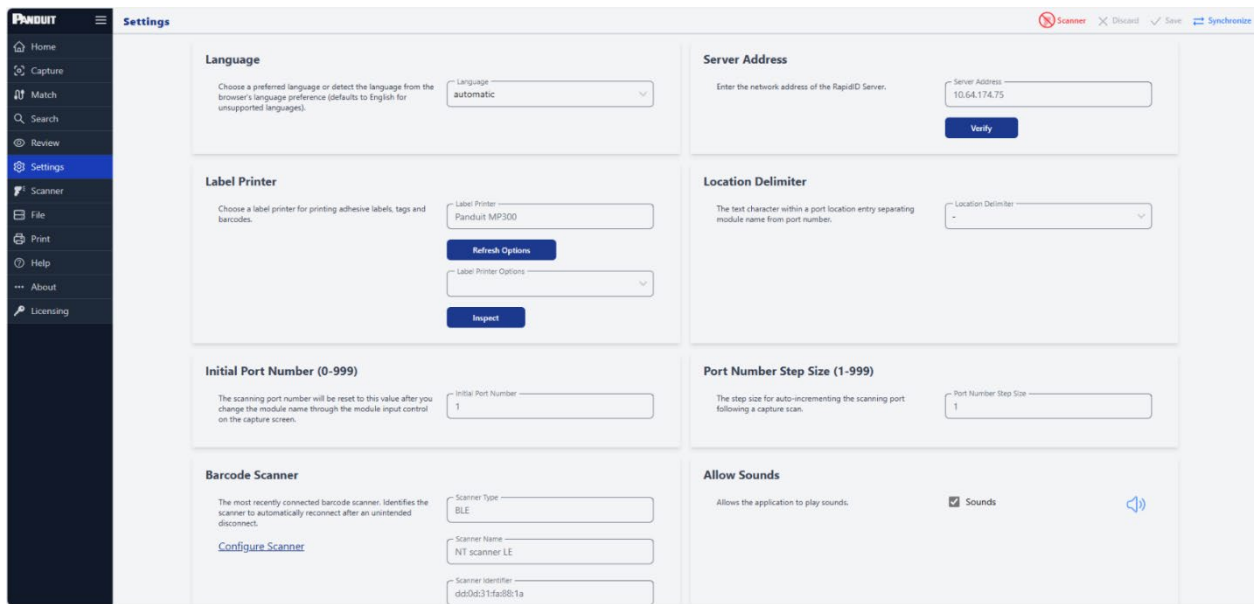 PANDUIT
Settings
Scanner
Discard
Save
Synchronize
Home
Capture
Match
Search
Review
Settings
Scanner
File
Print
Help
About
Licensing
Language
Choose a preferred language or detect the language from the
browser's language preference (defaults to English for
unsupported languages).
Language
automatic
Server Address
Enter the network address of the RapidID Server.
Server Address
10.64.174.75
Verify
Label Printer
Choose a label printer for printing adhesive labels, tags and
barcodes.
Label Printer
Panduit MP300
Refresh Options
Label Printer Options
Inspect
Location Delimiter
The text character within a port location entry separating
module name from port number.
Location Delimiter
-
Initial Port Number (0-999)
The scanning port number will be reset to this value after you
change the module name through the module input control
on the capture screen.
Initial Port Number
1
Port Number Step Size (1-999)
The step size for auto-incrementing the scanning port
following a capture scan.
Port Number Step Size
1
Barcode Scanner
The most recently connected barcode scanner. Identifies the
scanner to automatically reconnect after an unintended
disconnect.
Configure Scanner
Scanner Type
BLE
Scanner Name
NT scanner LE
Scanner Identifier
dd:0d:31:fa:88:1a
Allow Sounds
Allows the application to play sounds.
Sounds